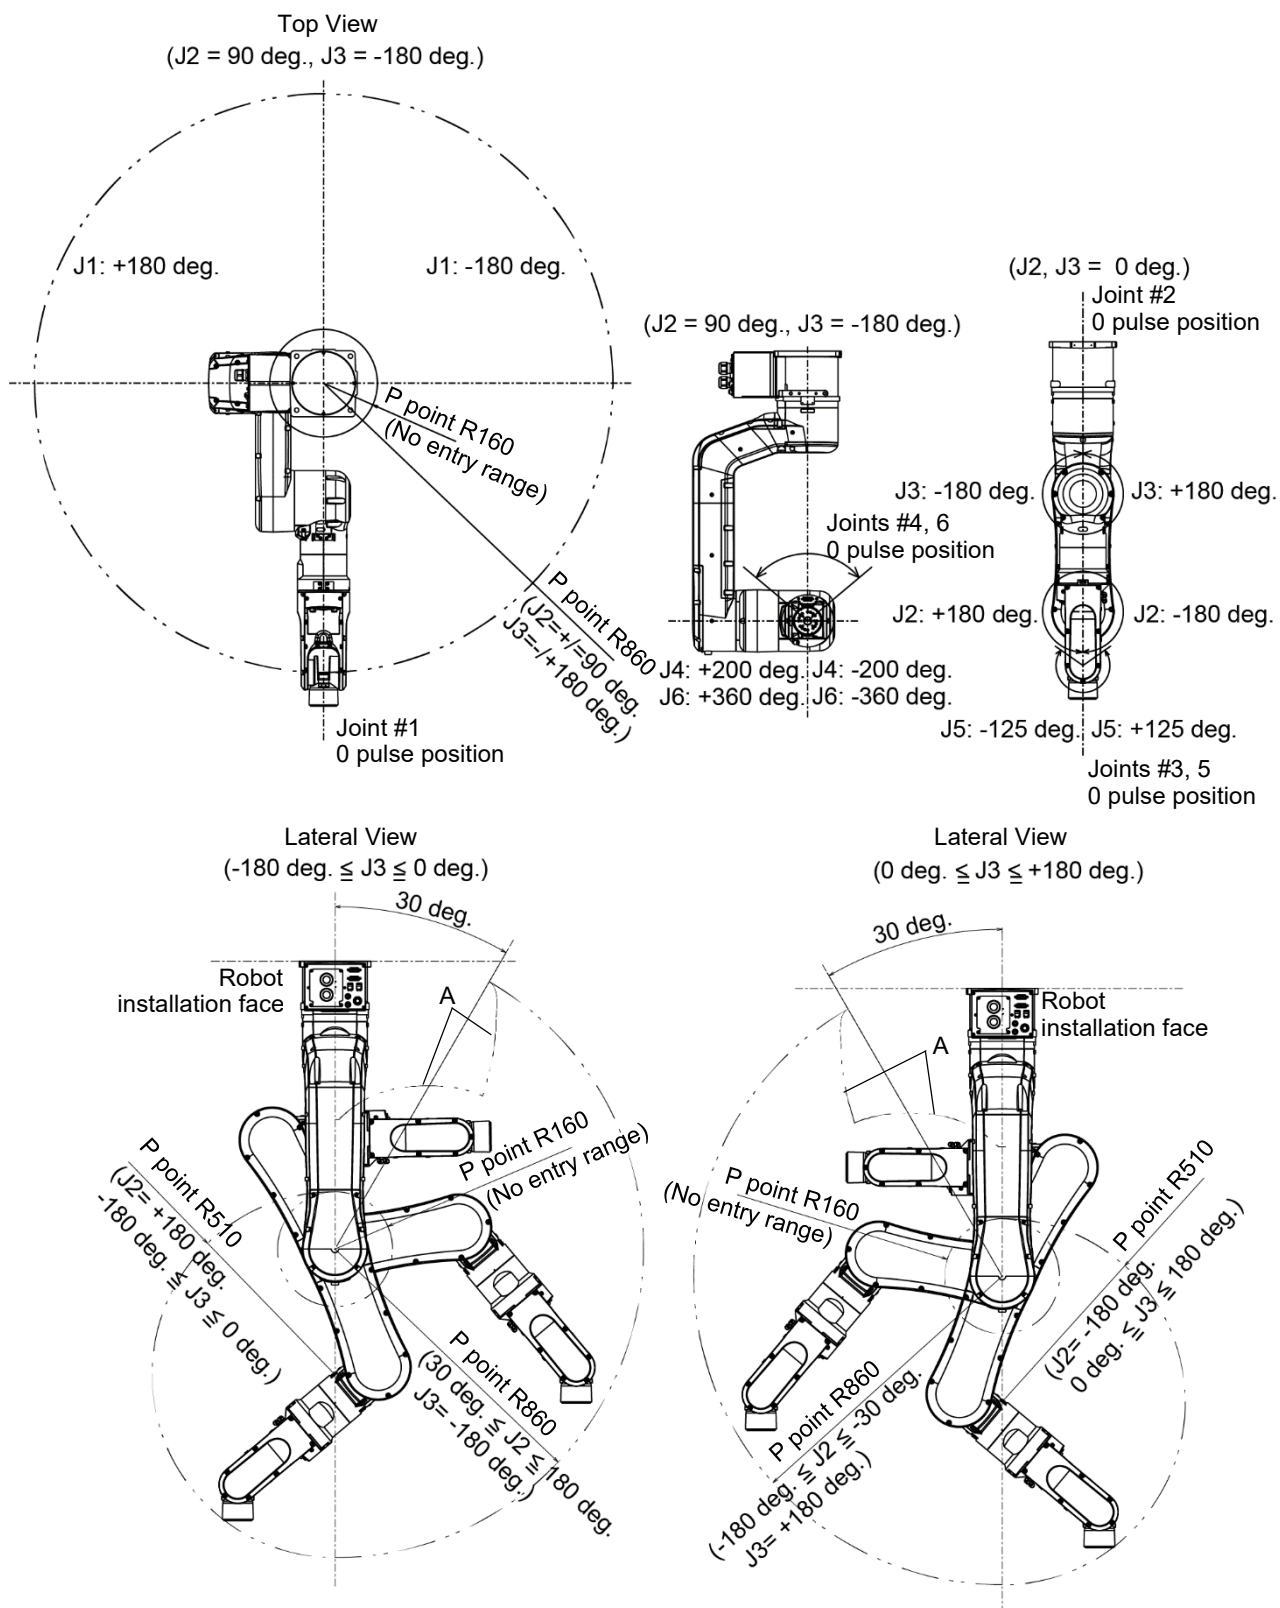 Top View
(J2 = 90 deg., J3 = -180 deg.)
J1: +180 deg.
J1: -180 deg.
P point R160
(No entry range)
P point R860
(J2=+/=90 deg.
J3=-/+180 deg.)
Joint #1
0 pulse position
(J2 = 90 deg., J3 = -180 deg.)
Joints #4, 6
0 pulse position
J4: +200 deg.
J4: -200 deg.
J6: +360 deg.
J6: -360 deg.
(J2, J3 = 0 deg.)
Joint #2
0 pulse position
J3: -180 deg.
J3: +180 deg.
J2: +180 deg.
J2: -180 deg.
J5: -125 deg.
J5: +125 deg.
Joints #3, 5
0 pulse position
Lateral View
(-180 deg. ≦ J3 ≦ 0 deg.)
30 deg.
Robot
installation face
A
P point R160
(No entry range)
P point R510
(J2= +180 deg.
-180 deg. ≦ J3 ≦ 0 deg.)
P point R860
(30 deg. ≦ J2 ≦ 180 deg.
J3= -180 deg.)
Lateral View
(0 deg. ≦ J3 ≦ +180 deg.)
30 deg.
Robot
installation face
A
P point R160
(No entry range)
P point R510
(J2= -180 deg.
0 deg. ≦ J3 ≦ 180 deg.)
P point R860
(-180 deg. ≦ J2 ≦ -30 deg.
J3= +180 deg.)